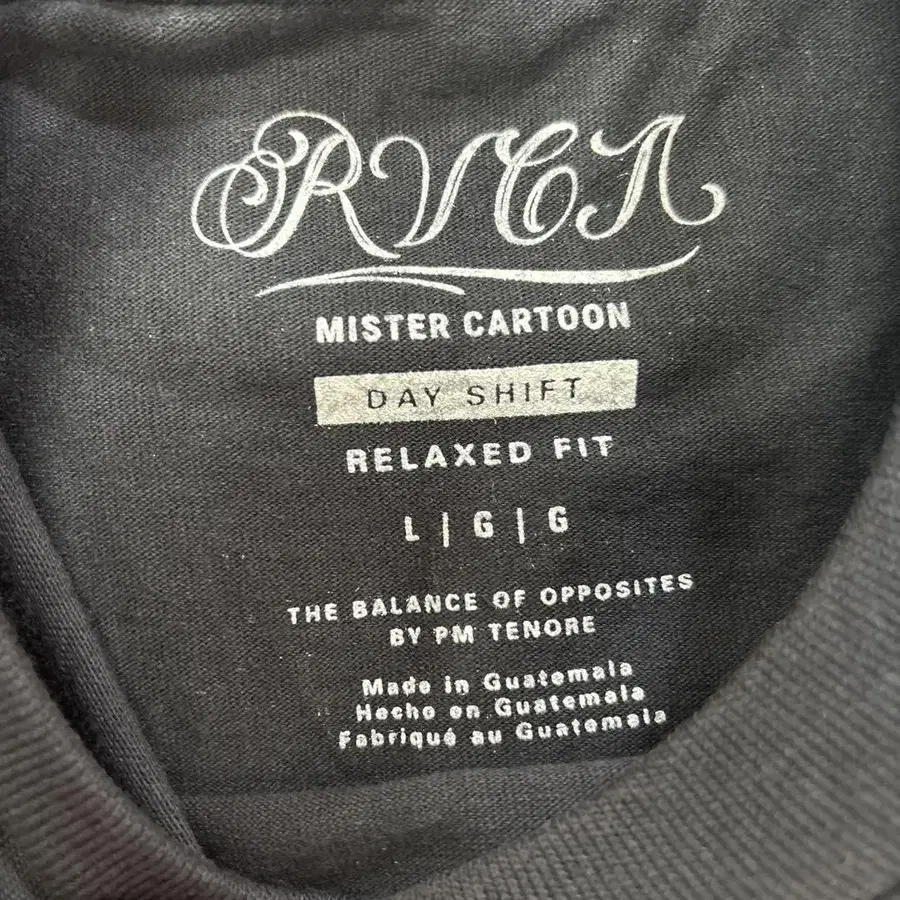 RVCA
MISTER CARTOON
DAY SHIFT
RELAXED FIT
L | G | G
THE BALANCE OF OPPOSITES
BY PM TENORE
Made in Guatemala
Hecho en Guatemala
Fabriqué au Guatemala